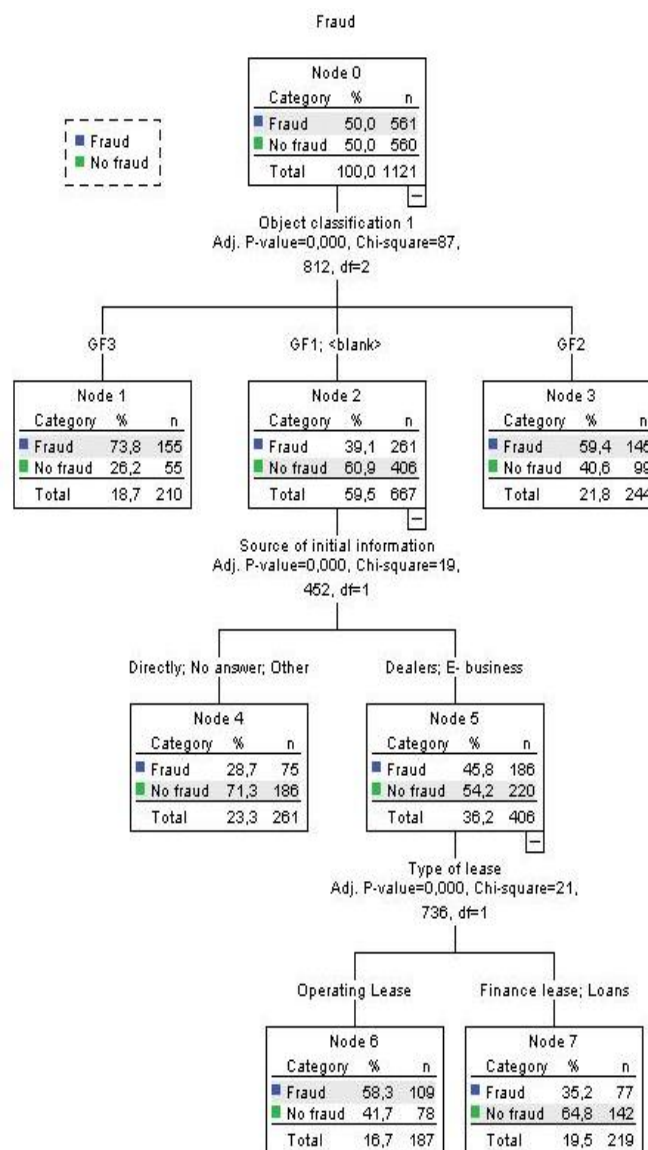 Fraud
Node 0
Category % n
Fraud 50,0 561
No fraud 50,0 560
Total 100,0 1121
Fraud
No fraud
Object classification 1
Adj. P-value=0,000, Chi-square=87,
812, df=2
GF3
GF1; <blank>
GF2
Node 1
Category % n
Fraud 73,8 155
No fraud 26,2 55
Total 18,7 210
Node 2
Category % n
Fraud 39,1 261
No fraud 60,9 406
Total 59,5 667
Node 3
Category % n
Fraud 59,4 145
No fraud 40,6 99
Total 21,8 244
Source of initial information
Adj. P-value=0,000, Chi-square=19,
452, df=1
Directly; No answer; Other
Dealers; E- business
Node 4
Category % n
Fraud 28,7 75
No fraud 71,3 186
Total 23,3 261
Node 5
Category % n
Fraud 45,8 186
No fraud 54,2 220
Total 36,2 406
Type of lease
Adj. P-value=0,000, Chi-square=21,
736, df=1
Operating Lease
Finance lease; Loans
Node 6
Category % n
Fraud 58,3 109
No fraud 41,7 78
Total 16,7 187
Node 7
Category % n
Fraud 35,2 77
No fraud 64,8 142
Total 19,5 219